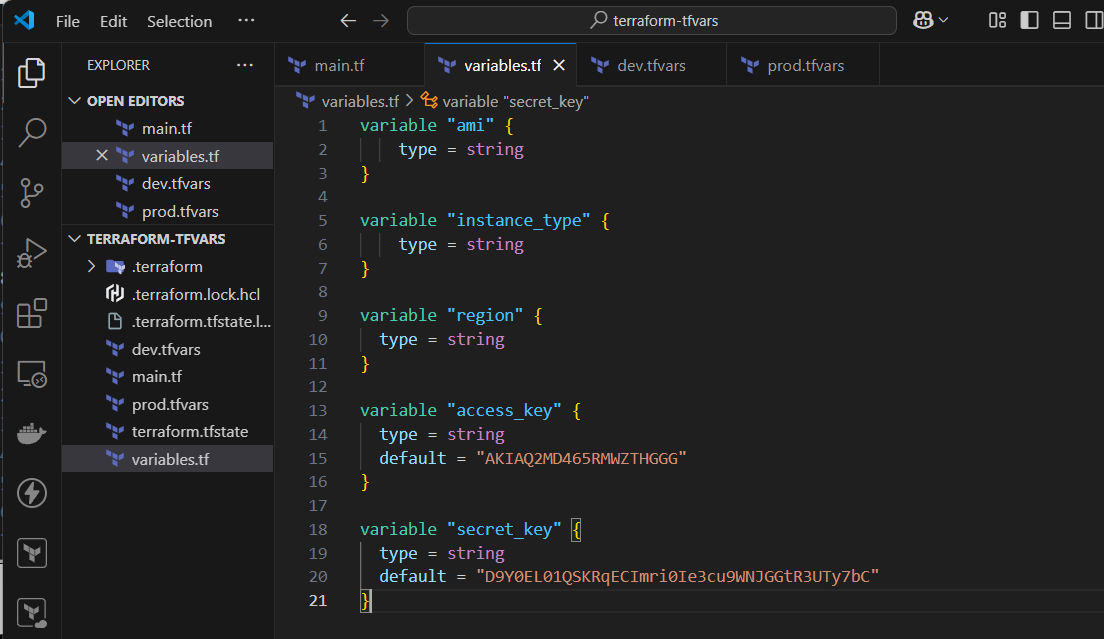 File Edit Selection ···
terraform-tfvars
EXPLORER ···
OPEN EDITORS
main.tf
variables.tf
dev.tfvars
prod.tfvars
TERRAFORM-TFVARS
.terraform
.terraform.lock.hcl
.terraform.tfstate.l...
dev.tfvars
main.tf
prod.tfvars
terraform.tfstate
variables.tf
main.tf variables.tf dev.tfvars prod.tfvars
variables.tf > variable "secret_key"
1 variable "ami" {
2 type = string
3 }
4
5 variable "instance_type" {
6 type = string
7 }
8
9 variable "region" {
10 type = string
11 }
12
13 variable "access_key" {
14 type = string
15 default = "AKIAQ2MD465RMWZTHGGG"
16 }
17
18 variable "secret_key" {
19 type = string
20 default = "D9Y0EL01QSKRqECImri0Ie3cu9WNJGGtR3UTy7bC"
21 }